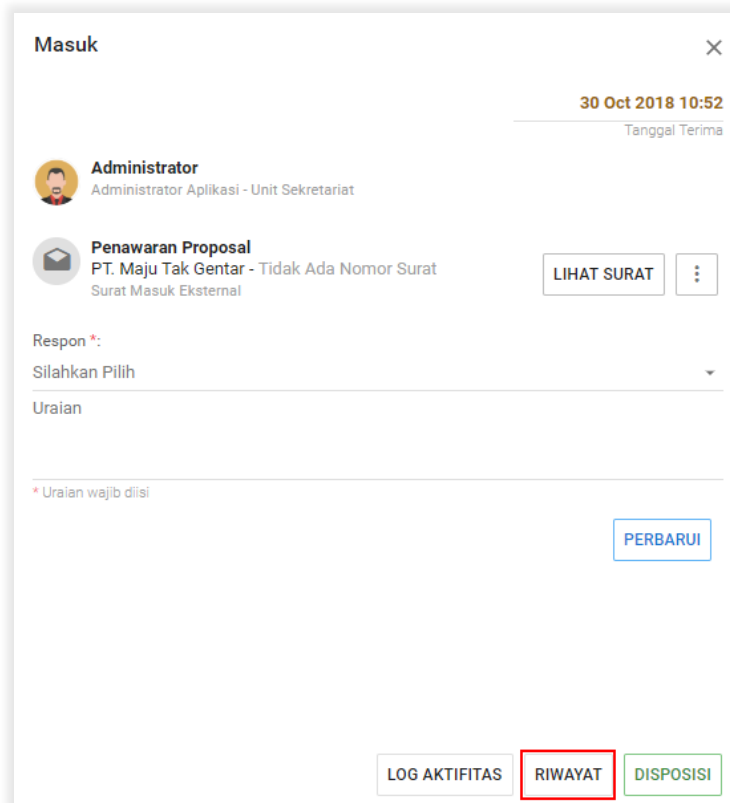 Masuk
30 Oct 2018 10:52
Tanggal Terima
Administrator
Administrator Aplikasi - Unit Sekretariat
Penawaran Proposal
PT. Maju Tak Gentar - Tidak Ada Nomor Surat
Surat Masuk Eksternal
LIHAT SURAT
Respon *:
Silahkan Pilih
Uraian
* Uraian wajib diisi
PERBARUI
LOG AKTIFITAS RIWAYAT DISPOSISI